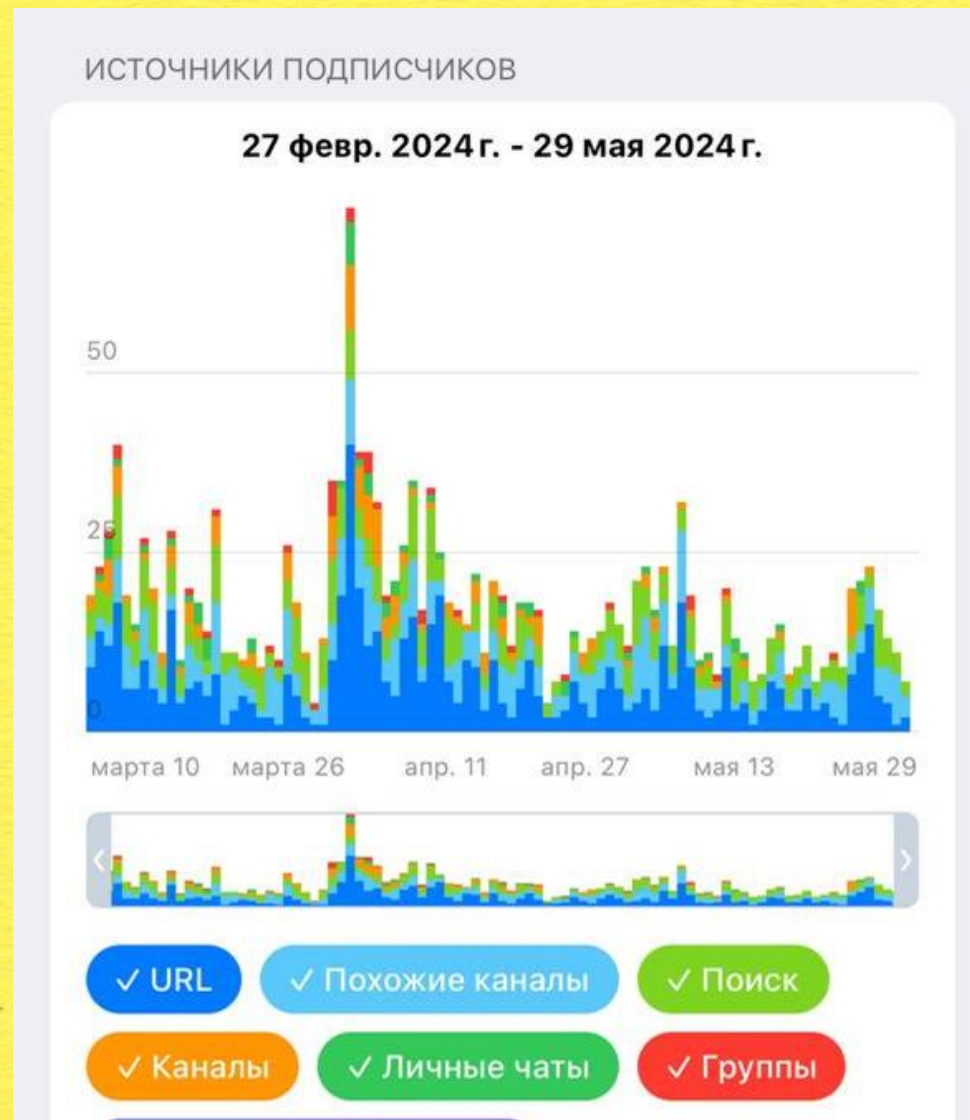 ИСТОЧНИКИ ПОДПИСЧИКОВ
27 февр. 2024 г. - 29 мая 2024 г.
50
25
0
марта 10 марта 26 апр. 11 апр. 27 мая 13 мая 29
✓ URL ✓ Похожие каналы ✓ Поиск
✓ Каналы ✓ Личные чаты ✓ Группы